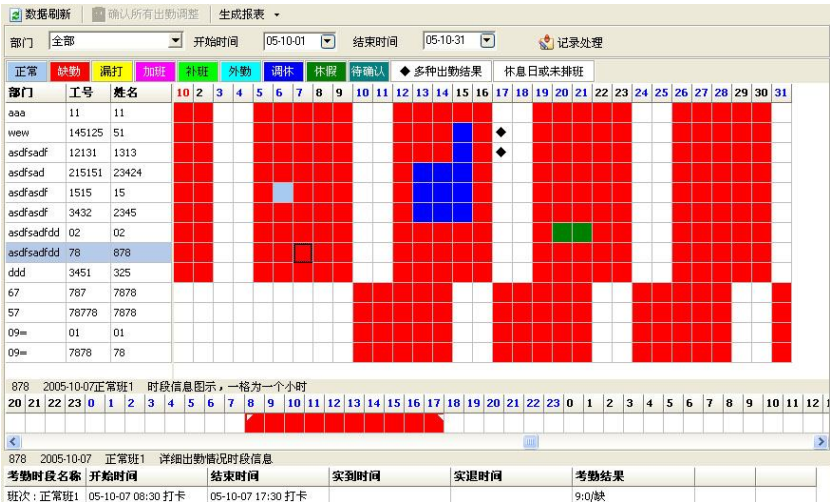 数据刷新 确认所有出勤调整 生成报表
部门 全部 开始时间 05-10-01 结束时间 05-10-31 记录处理
正常 缺勤 漏打 加班 补班 外勤 调休 休假 待确认 ◆ 多种出勤结果 休息日或未排班
部门 工号 姓名 10 2 3 4 5 6 7 8 9 10 11 12 13 14 15 16 17 18 19 20 21 22 23 24 25 26 27 28 29 30 31
aaa 11 11
wew 145125 51 ◆
asdfsadf 12131 1313 ◆
asdfsad 215151 23424
asdfasdf 1515 15
asdfasdf 3432 2345
asdfsadfdd 02 02
asdfsadfdd 78 878
ddd 3451 325
67 787 7878
57 78778 7878
09= 01 01
09= 7878 78
878 2005-10-07正常班1 时段信息图示，一格为一个小时
20 21 22 23 0 1 2 3 4 5 6 7 8 9 10 11 12 13 14 15 16 17 18 19 20 21 22 23 0 1 2 3 4 5 6 7 8 9 10 11 12
878 2005-10-07 正常班1 详细出勤情况时段信息
考勤时段名称 开始时间 结束时间 实到时间 实退时间 考勤结果
班次：正常班1 05-10-07 08:30 打卡 05-10-07 17:30 打卡 9:0/缺